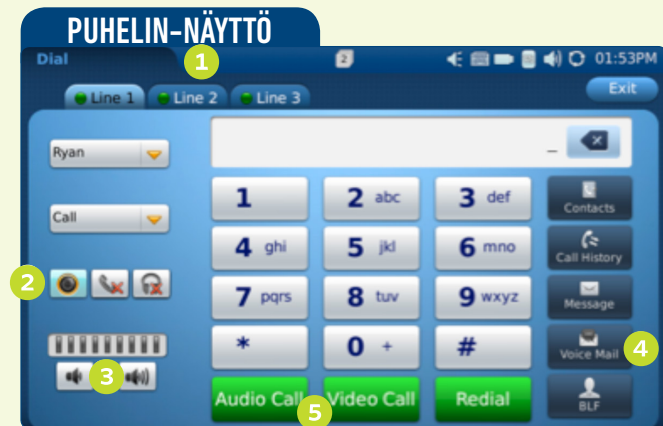 PUHELIN-NÄYTTÖ
Dial
1
2
01:53PM
Exit
Line 1
Line 2
Line 3
Ryan
_
1
2 abc
3 def
Contacts
Call
4 ghi
5 jkl
6 mno
Call History
2
7 pqrs
8 tuv
9 wxyz
Message
*
0 +
#
Voice Mail
4
3
Audio Call
5
Video Call
Redial
BLF